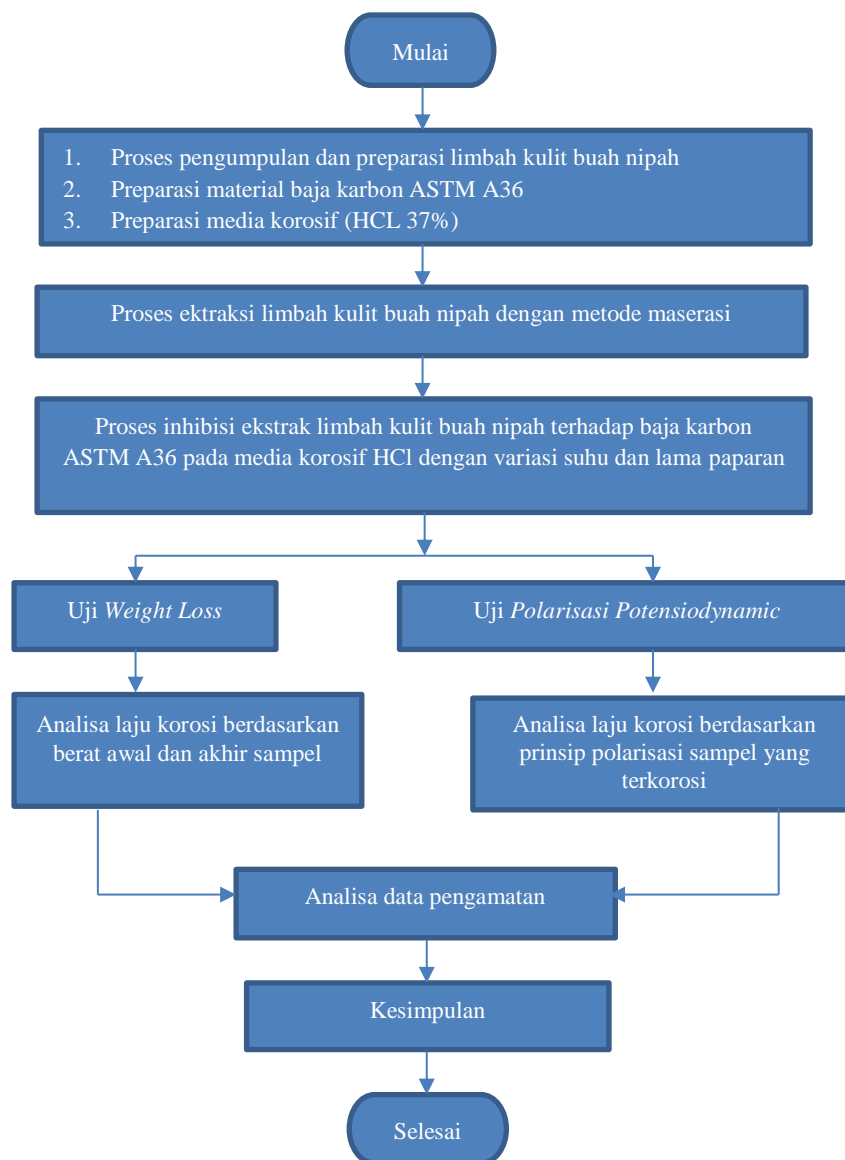 Mulai
1. Proses pengumpulan dan preparasi limbah kulit buah nipah
2. Preparasi material baja karbon ASTM A36
3. Preparasi media korosif (HCL 37%)
Proses ektraksi limbah kulit buah nipah dengan metode maserasi
Proses inhibisi ekstrak limbah kulit buah nipah terhadap baja karbon
ASTM A36 pada media korosif HCl dengan variasi suhu dan lama paparan
Uji Weight Loss
Uji Polarisasi Potensiodynamic
Analisa laju korosi berdasarkan
berat awal dan akhir sampel
Analisa laju korosi berdasarkan
prinsip polarisasi sampel yang
terkorosi
Analisa data pengamatan
Kesimpulan
Selesai